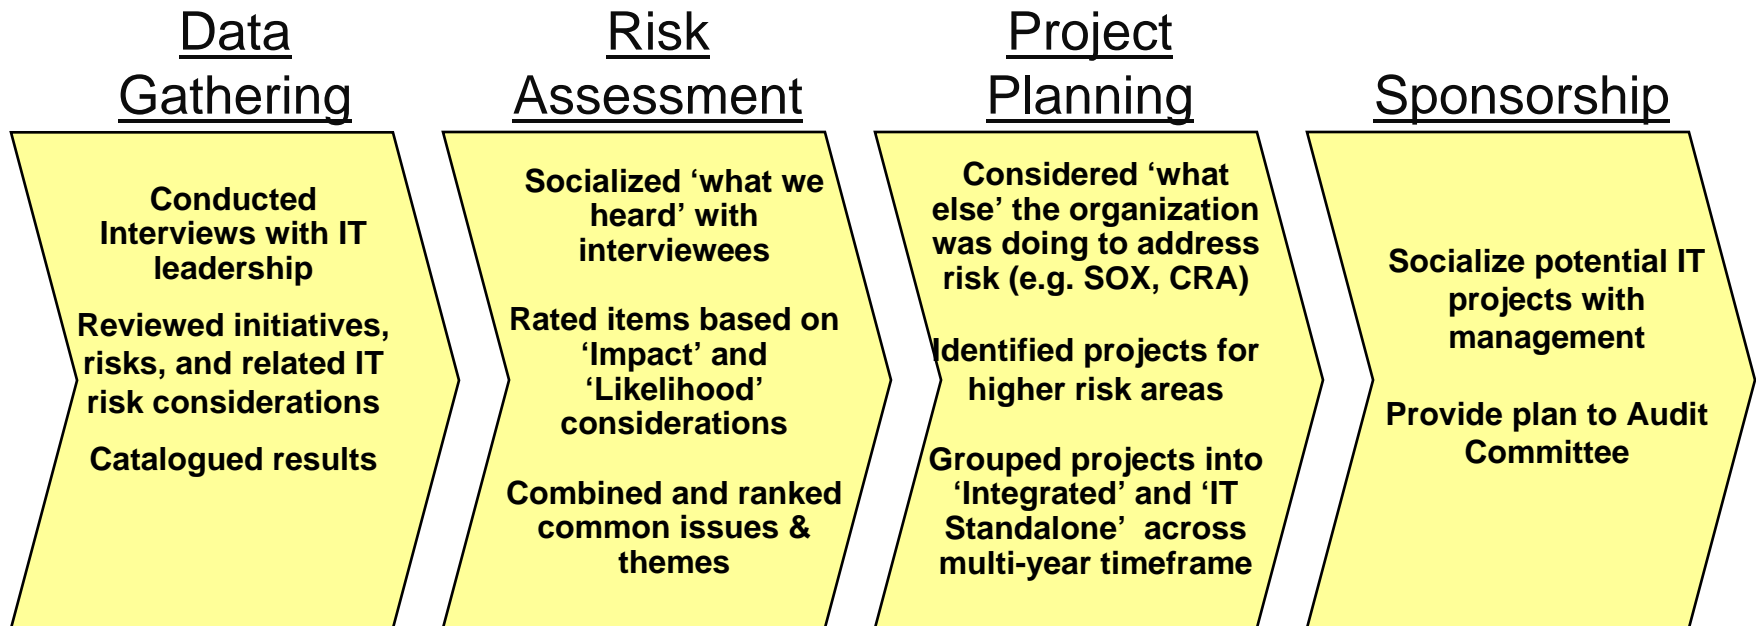 Data
Gathering
Conducted
Interviews with IT
leadership
Reviewed initiatives,
risks, and related IT
risk considerations
Catalogued results
Risk
Assessment
Socialized ‘what we
heard’ with
interviewees
Rated items based on
‘Impact’ and
‘Likelihood’
considerations
Combined and ranked
common issues &
themes
Project
Planning
Considered ‘what
else’ the organization
was doing to address
risk (e.g. SOX, CRA)
Identified projects for
higher risk areas
Grouped projects into
‘Integrated’ and ‘IT
Standalone’ across
multi-year timeframe
Sponsorship
Socialize potential IT
projects with
management
Provide plan to Audit
Committee